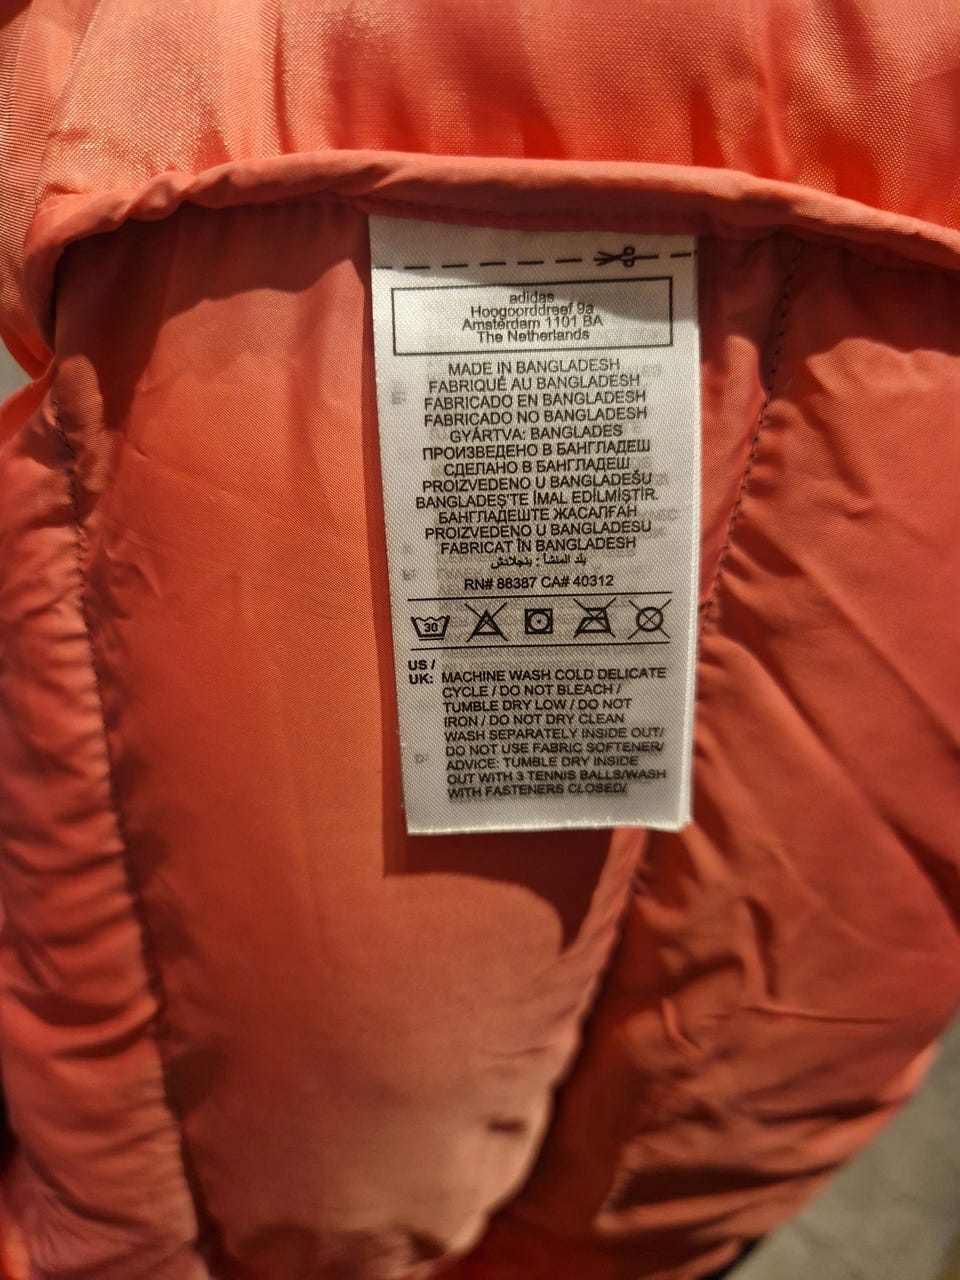 adidas
Hoogoorddreef 9a
Amsterdam 1101 BA
The Netherlands
MADE IN BANGLADESH
FABRIQUÉ AU BANGLADESH
FABRICADO EN BANGLADESH
FABRICADO NO BANGLADESH
GYÁRTVA: BANGLADES
ПРОИЗВЕДЕНО В БАНГЛАДЕШ
СДЕЛАНО В БАНГЛАДЕШ
PROIZVEDENO U BANGLADEŠU
BANGLADEŞ'TE İMAL EDİLMİŞTİR.
БАНГЛАДЕШТЕ ЖАСАЛҒАН
PROIZVEDENO U BANGLADESU
FABRICAT ÎN BANGLADESH
بلد المنشأ : بنجلادش
RN# 88387 CA# 40312
30
US /
UK: MACHINE WASH COLD DELICATE
CYCLE / DO NOT BLEACH /
TUMBLE DRY LOW / DO NOT
IRON / DO NOT DRY CLEAN
WASH SEPARATELY INSIDE OUT/
DO NOT USE FABRIC SOFTENER/
ADVICE: TUMBLE DRY INSIDE
OUT WITH 3 TENNIS BALLS/WASH
WITH FASTENERS CLOSED/